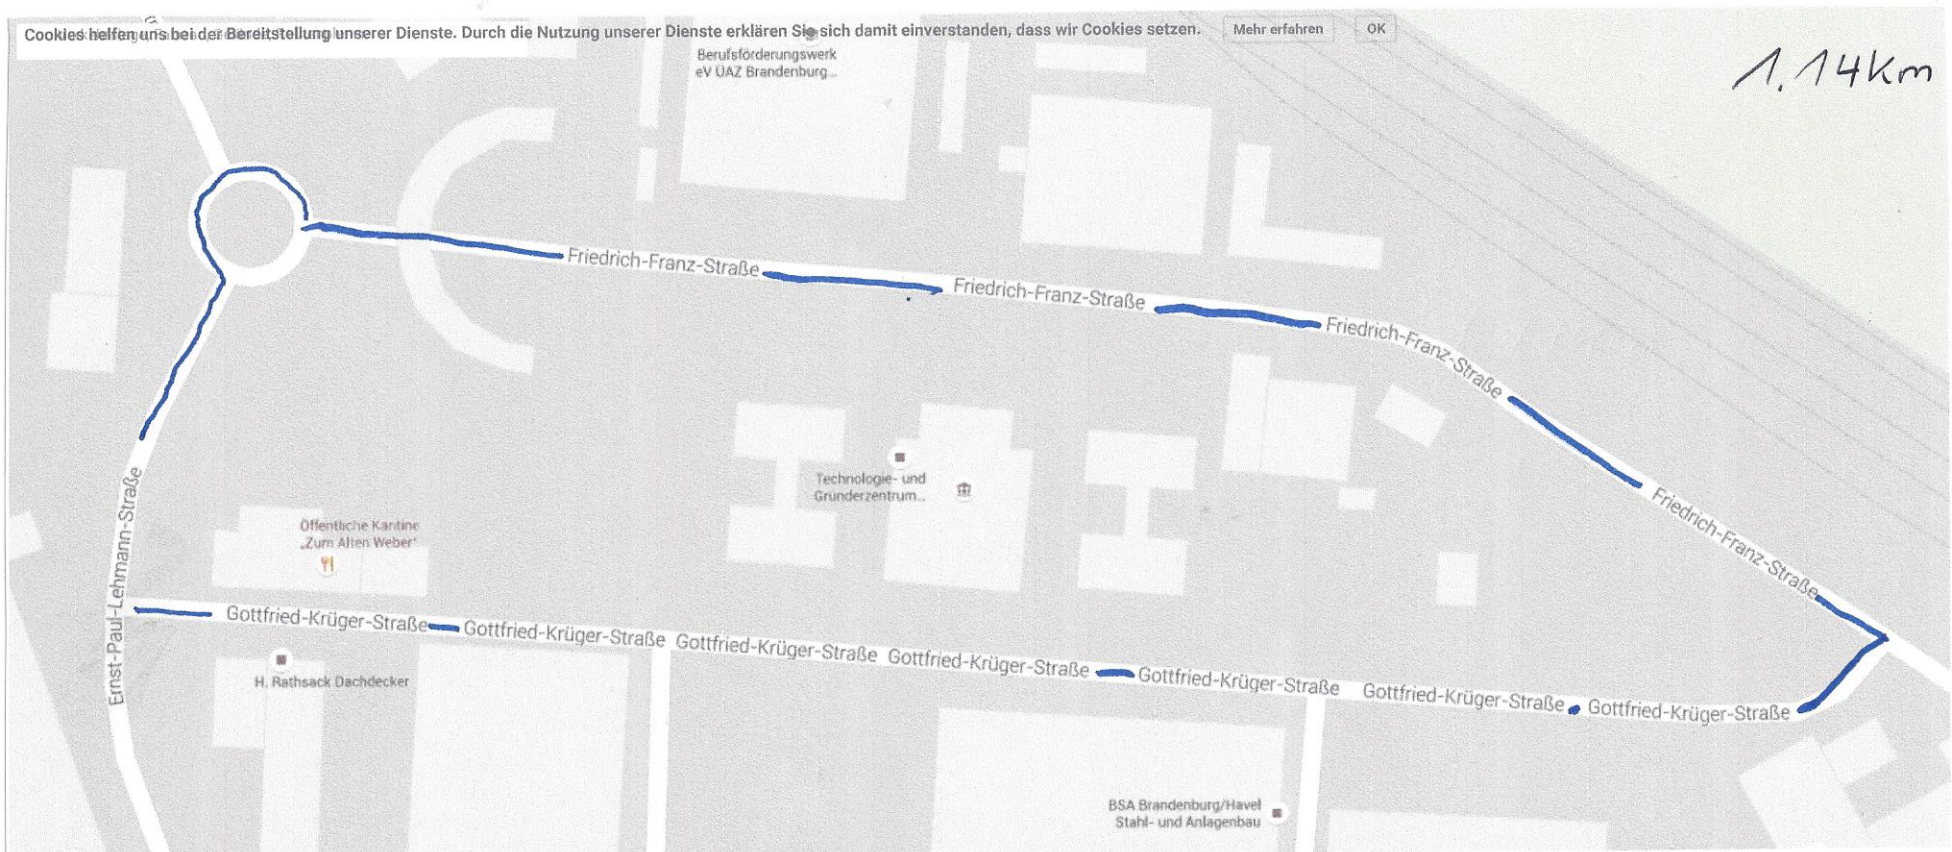 Cookies helfen uns bei der Bereitstellung unserer Dienste. Durch die Nutzung unserer Dienste erklären Sie sich damit einverstanden, dass wir Cookies setzen. Mehr erfahren OK
1.14km
Berufsförderungswerk
eV ÜAZ Brandenburg...
Friedrich-Franz-Straße
Friedrich-Franz-Straße
Friedrich-Franz-Straße
Friedrich-Franz-Straße
Technologie- und
Gründerzentrum...
Öffentliche Kantine
„Zum Alten Weber“
Ernst-Paul-Lehmann-Straße
Gottfried-Krüger-Straße Gottfried-Krüger-Straße Gottfried-Krüger-Straße Gottfried-Krüger-Straße Gottfried-Krüger-Straße Gottfried-Krüger-Straße Gottfried-Krüger-Straße
H. Rathsack Dachdecker
BSA Brandenburg/Havel
Stahl- und Anlagenbau